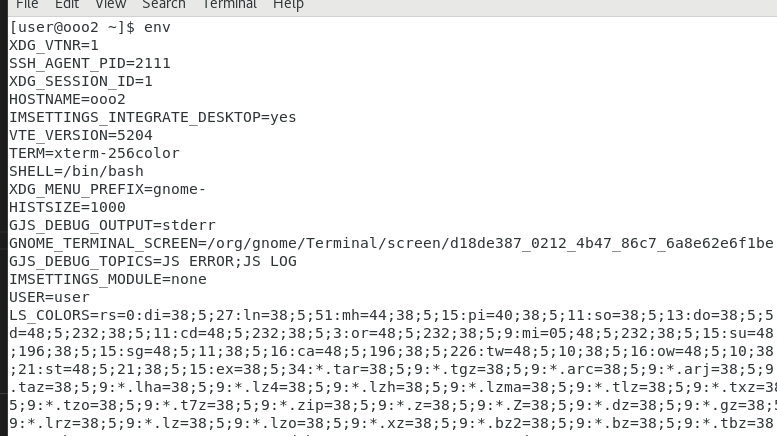 File Edit View Search Terminal Help
[user@ooo2 ~]$ env
XDG_VTNR=1
SSH_AGENT_PID=2111
XDG_SESSION_ID=1
HOSTNAME=ooo2
IMSETTINGS_INTEGRATE_DESKTOP=yes
VTE_VERSION=5204
TERM=xterm-256color
SHELL=/bin/bash
XDG_MENU_PREFIX=gnome-
HISTSIZE=1000
GJS_DEBUG_OUTPUT=stderr
GNOME_TERMINAL_SCREEN=/org/gnome/Terminal/screen/d18de387_0212_4b47_86c7_6a8e62e6f1be
GJS_DEBUG_TOPICS=JS ERROR;JS LOG
IMSETTINGS_MODULE=none
USER=user
LS_COLORS=rs=0:di=38;5;27:ln=38;5;51:mh=44;38;5;15:pi=40;38;5;11:so=38;5;13:do=38;5;5
d=48;5;232;38;5;11:cd=48;5;232;38;5;3:or=48;5;232;38;5;9:mi=05;48;5;232;38;5;15:su=48
;196;38;5;15:sg=48;5;11;38;5;16:ca=48;5;196;38;5;226:tw=48;5;10;38;5;16:ow=48;5;10;38
;21:st=48;5;21;38;5;15:ex=38;5;34:*.tar=38;5;9:*.tgz=38;5;9:*.arc=38;5;9:*.arj=38;5;9
.taz=38;5;9:*.lha=38;5;9:*.lz4=38;5;9:*.lzh=38;5;9:*.lzma=38;5;9:*.tlz=38;5;9:*.txz=38
5;9:*.tzo=38;5;9:*.t7z=38;5;9:*.zip=38;5;9:*.z=38;5;9:*.Z=38;5;9:*.dz=38;5;9:*.gz=38;5
9:*.lrz=38;5;9:*.lz=38;5;9:*.lzo=38;5;9:*.xz=38;5;9:*.bz2=38;5;9:*.bz=38;5;9:*.tbz=38